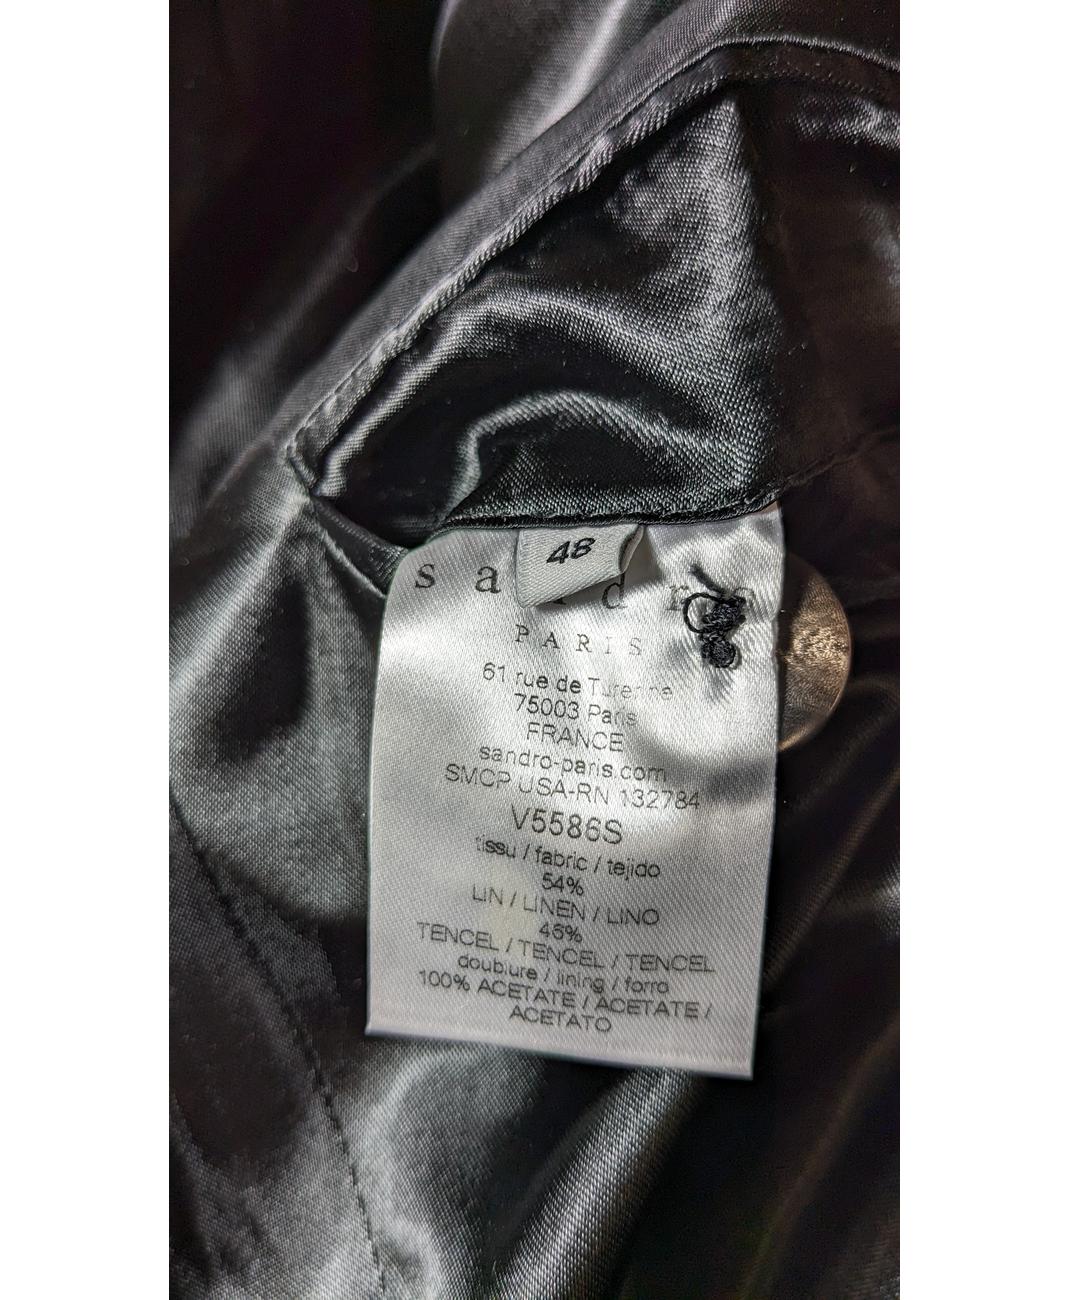 48
sandro
PARIS
61 rue de Turenne
75003 Paris
FRANCE
sandro-paris.com
SMCP USA-RN 132784
V5586S
tissu / fabric / tejido
54%
LIN / LINEN / LINO
46%
TENCEL / TENCEL / TENCEL
doublure / lining / forro
100% ACETATE / ACETATE /
ACETATO